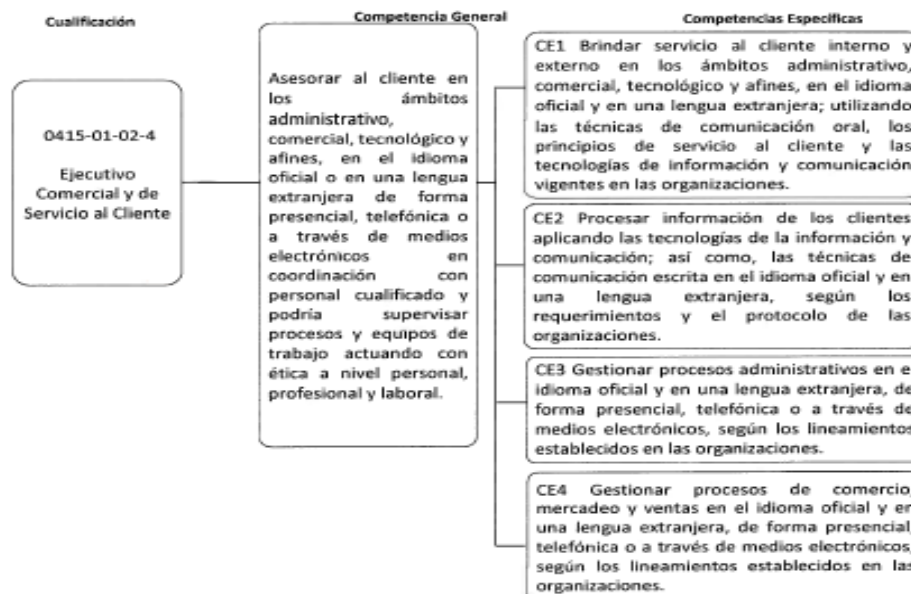 Cualificación
Competencia General
Competencias Específicas
0415-01-02-4
Ejecutivo
Comercial y de
Servicio al Cliente
Asesorar al cliente en
los ámbitos
administrativo,
comercial, tecnológico y
afines, en el idioma
oficial o en una lengua
extranjera de forma
presencial, telefónica o
a través de medios
electrónicos en
coordinación con
personal cualificado y
podría supervisar
procesos y equipos de
trabajo actuando con
ética a nivel personal,
profesional y laboral.
CE1 Brindar servicio al cliente interno y
externo en los ámbitos administrativo,
comercial, tecnológico y afines, en el idioma
oficial y en una lengua extranjera; utilizando
las técnicas de comunicación oral, los
principios de servicio al cliente y las
tecnologías de información y comunicación
vigentes en las organizaciones.
CE2 Procesar información de los clientes
aplicando las tecnologías de la información y
comunicación; así como, las técnicas de
comunicación escrita en el idioma oficial y en
una lengua extranjera, según los
requerimientos y el protocolo de las
organizaciones.
CE3 Gestionar procesos administrativos en e
idioma oficial y en una lengua extranjera, de
forma presencial, telefónica o a través de
medios electrónicos, según los lineamientos
establecidos en las organizaciones.
CE4 Gestionar procesos de comercio,
mercadeo y ventas en el idioma oficial y en
una lengua extranjera, de forma presencial,
telefónica o a través de medios electrónicos,
según los lineamientos establecidos en las
organizaciones.